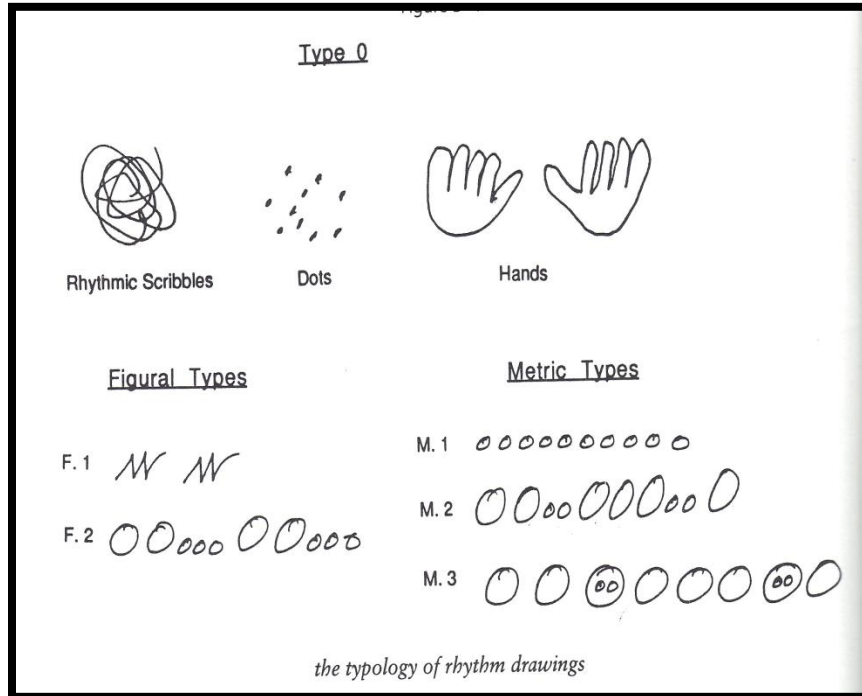 Type 0
Rhythmic Scribbles
Dots
Hands
Figural Types
F. 1
F. 2
Metric Types
M. 1
M. 2
M. 3
the typology of rhythm drawings